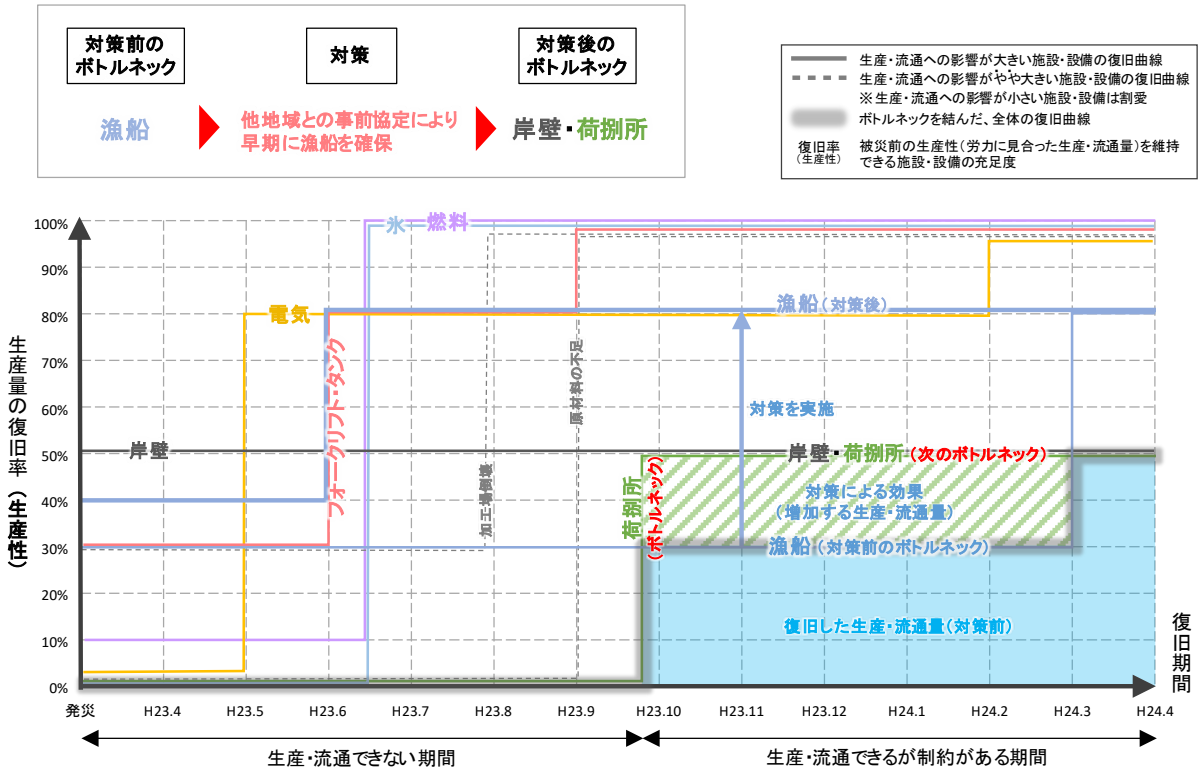 対策前の
ボトルネック
対策
対策後の
ボトルネック
漁船
他地域との事前協定により
早期に漁船を確保
岸壁・荷捌所
生産・流通への影響が大きい施設・設備の復旧曲線
生産・流通への影響がやや大きい施設・設備の復旧曲線
※生産・流通への影響が小さい施設・設備は割愛
ボトルネックを結んだ、全体の復旧曲線
復旧率
(生産性)
被災前の生産性(労力に見合った生産・流通量)を維持
できる施設・設備の充足度
生産量の復旧率(生産性)
100%
90%
80%
70%
60%
50%
40%
30%
20%
10%
0%
氷
燃料
電気
漁船(対策後)
フォークリフト・タンク
原材料の不足
対策を実施
岸壁
岸壁・荷捌所(次のボトルネック)
加工場倒壊
荷捌所
(ボトルネック)
対策による効果
(増加する生産・流通量)
漁船(対策前のボトルネック)
復旧した生産・流通量(対策前)
復旧期間
発災
H23.4
H23.5
H23.6
H23.7
H23.8
H23.9
H23.10
H23.11
H23.12
H24.1
H24.2
H24.3
H24.4
生産・流通できない期間
生産・流通できるが制約がある期間